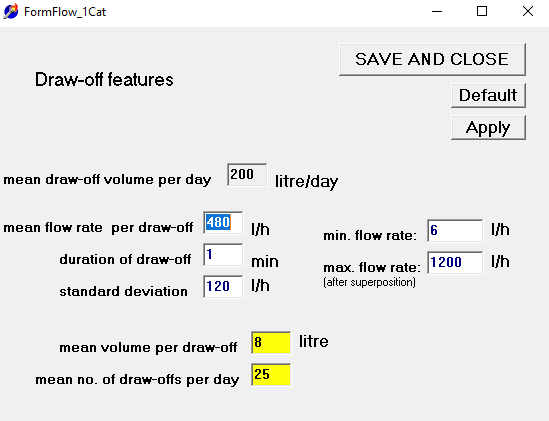 FormFlow_1Cat
SAVE AND CLOSE
Draw-off features
Default
Apply
mean draw-off volume per day 200 litre/day
mean flow rate per draw-off 480 l/h
min. flow rate: 6 l/h
duration of draw-off 1 min
max. flow rate: 1200 l/h
(after superposition)
standard deviation 120 l/h
mean volume per draw-off 8 litre
mean no. of draw-offs per day 25